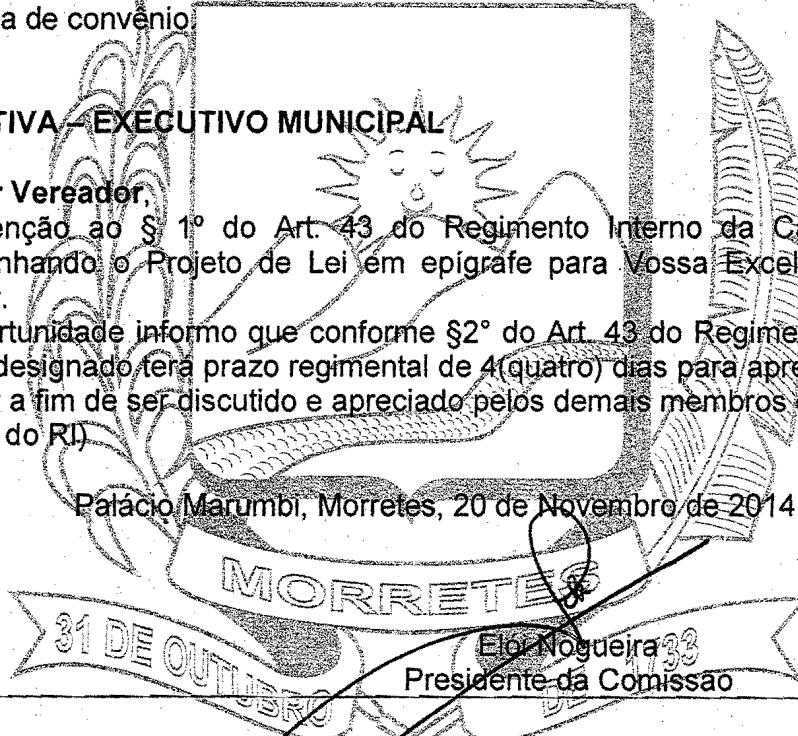 a de convênio.
TIVA – EXECUTIVO MUNICIPAL
r Vereador,
enção ao § 1º do Art. 43 do Regimento Interno da C
nhando o Projeto de Lei em epígrafe para Vossa Excel
r.
rtunidade informo que conforme §2° do Art. 43 do Regime
designado terá prazo regimental de 4(quatro) dias para apre
r a fim de ser discutido e apreciado pelos demais membros
do RI)
Palácio Marumbi, Morretes, 20 de Novembro de 2014
MORRETES
31 DE OUTUBRO DE 1733
Eloi Nogueira
Presidente da Comissão